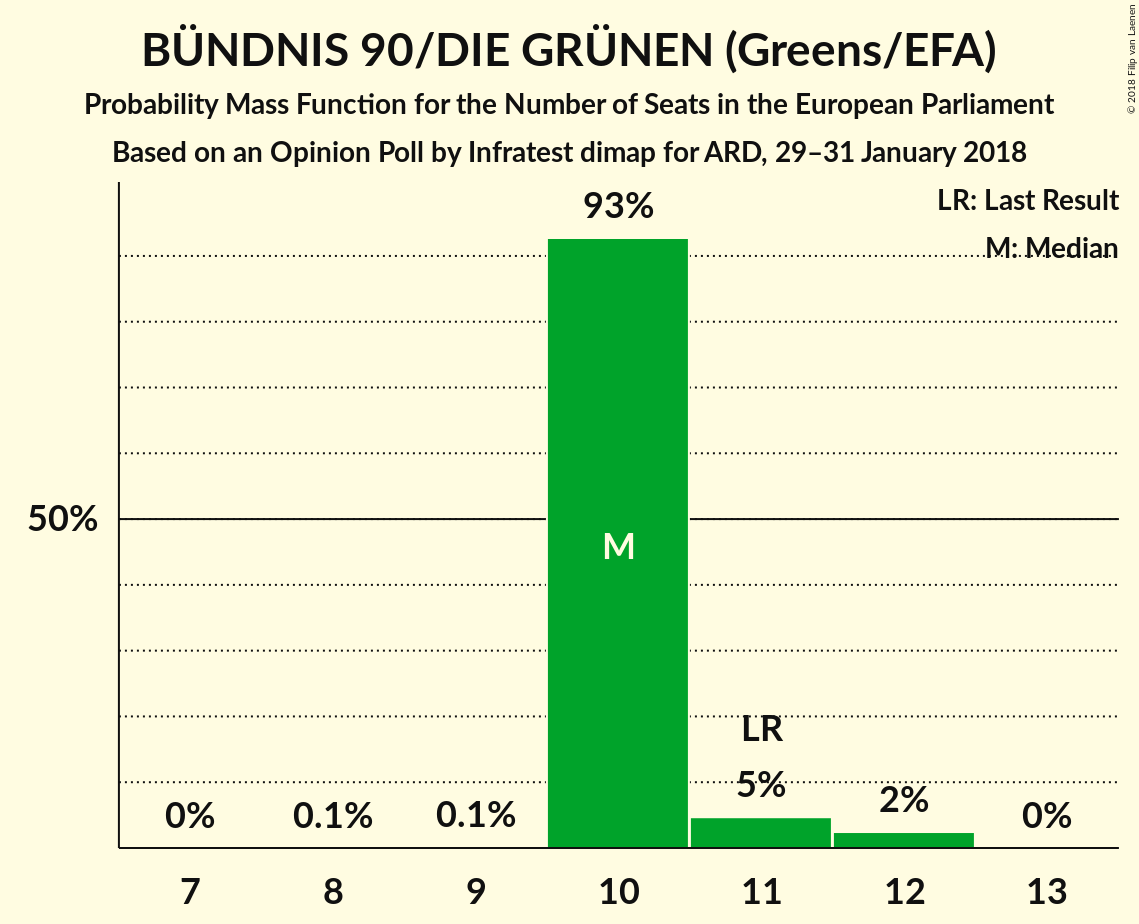 BÜNDNIS 90/DIE GRÜNEN (Greens/EFA)
Probability Mass Function for the Number of Seats in the European Parliament
Based on an Opinion Poll by Infratest dimap for ARD, 29–31 January 2018
© 2018 Filip van Laenen
LR: Last Result
M: Median
93%
50%
M
LR
5%
2%
0%
0.1%
0.1%
0%
7
8
9
10
11
12
13